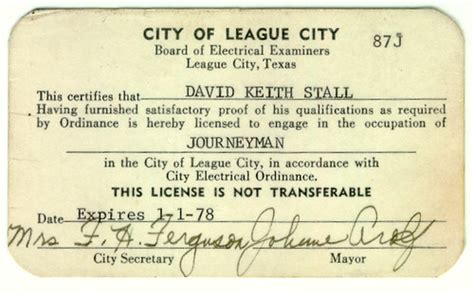 CITY OF LEAGUE CITY
87J
Board of Electrical Examiners
League City, Texas
This certifies that DAVID KEITH STALL
Having furnished satisfactory proof of his qualifications as required
by Ordinance is hereby licensed to engage in the occupation of
JOURNEYMAN
in the City of League City, in accordance with
City Electrical Ordinance.
THIS LICENSE IS NOT TRANSFERABLE
Date Expires 1-1-78
Mrs F. H. Ferguson
City Secretary Mayor